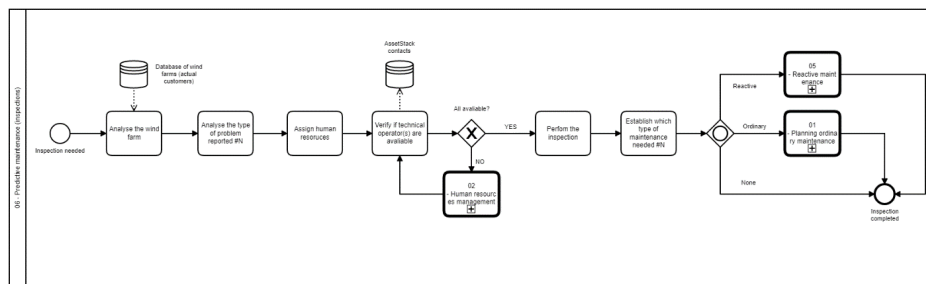 06 - Predictive maintenance (inspections)
Inspection needed
Database of wind
farms (actual
customers)
Analyse the wind
farm
Analyse the type
of problem
reported #N
Assign human
resoruces
AssetStack
contacts
Verify if technical
operator(s) are
avaliable
All avaliable?
YES
NO
02
- Human resourc
es management
Perfom the
inspection
Establish which
type of
maintenance
needed #N
Reactive
Ordinary
None
05
- Reactive maint
enance
01
- Planning ordina
ry maintenance
Inspection
completed